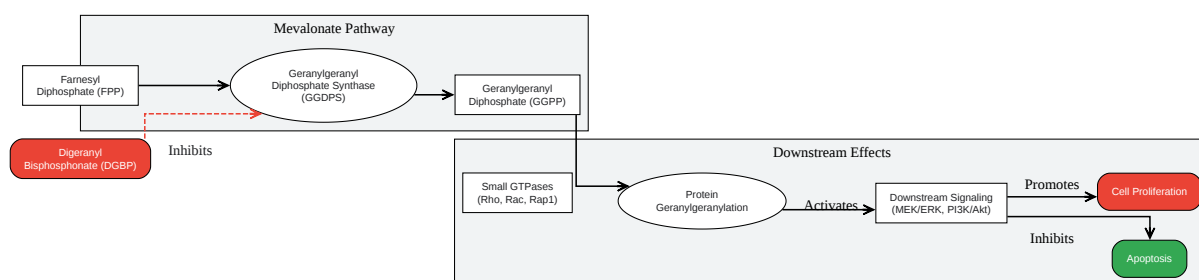 Mevalonate Pathway
Farnesyl
Diphosphate (FPP)
Geranylgeranyl
Diphosphate Synthase
(GGDPS)
Geranylgeranyl
Diphosphate (GGPP)
Digeranyl
Bisphosphonate (DGBP)
Inhibits
Downstream Effects
Small GTPases
(Rho, Rac, Rap1)
Protein
Geranylgeranylation
Activates
Downstream Signaling
(MEK/ERK, PI3K/Akt)
Promotes
Cell Proliferation
Inhibits
Apoptosis